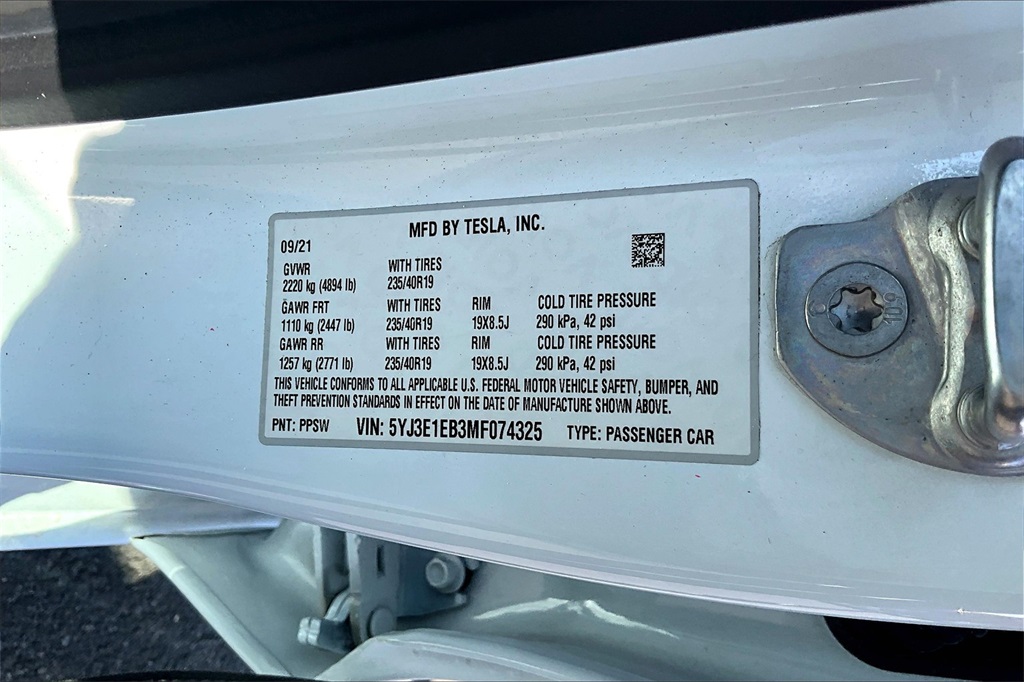 MFD BY TESLA, INC.
09/21
GVWR WITH TIRES
2220 kg (4894 lb) 235/40R19
GAWR FRT WITH TIRES RIM COLD TIRE PRESSURE
1110 kg (2447 lb) 235/40R19 19X8.5J 290 kPa, 42 psi
GAWR RR WITH TIRES RIM COLD TIRE PRESSURE
1257 kg (2771 lb) 235/40R19 19X8.5J 290 kPa, 42 psi
THIS VEHICLE CONFORMS TO ALL APPLICABLE U.S. FEDERAL MOTOR VEHICLE SAFETY, BUMPER, AND
THEFT PREVENTION STANDARDS IN EFFECT ON THE DATE OF MANUFACTURE SHOWN ABOVE.
PNT: PPSW VIN: 5YJ3E1EB3MF074325 TYPE: PASSENGER CAR